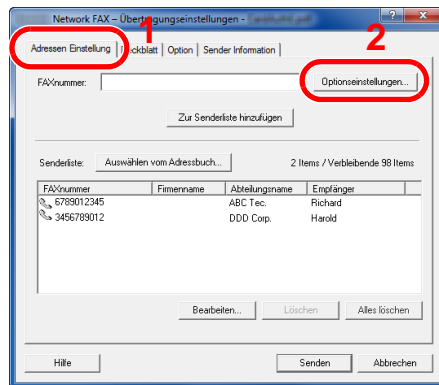 Network FAX – Übertragungseinstellungen -
Adressen Einstellung Deckblatt Option Sender Information
1
2
FAXnummer: Optionseinstellungen...
Zur Senderliste hinzufügen
Senderliste: Auswählen vom Adressbuch... 2 Items / Verbleibende 98 Items
FAXnummer Firmenname Abteilungsname Empfänger
6789012345 ABC Tec. Richard
3456789012 DDD Corp. Harold
Bearbeiten... Löschen Alles löschen
Hilfe Senden Abbrechen